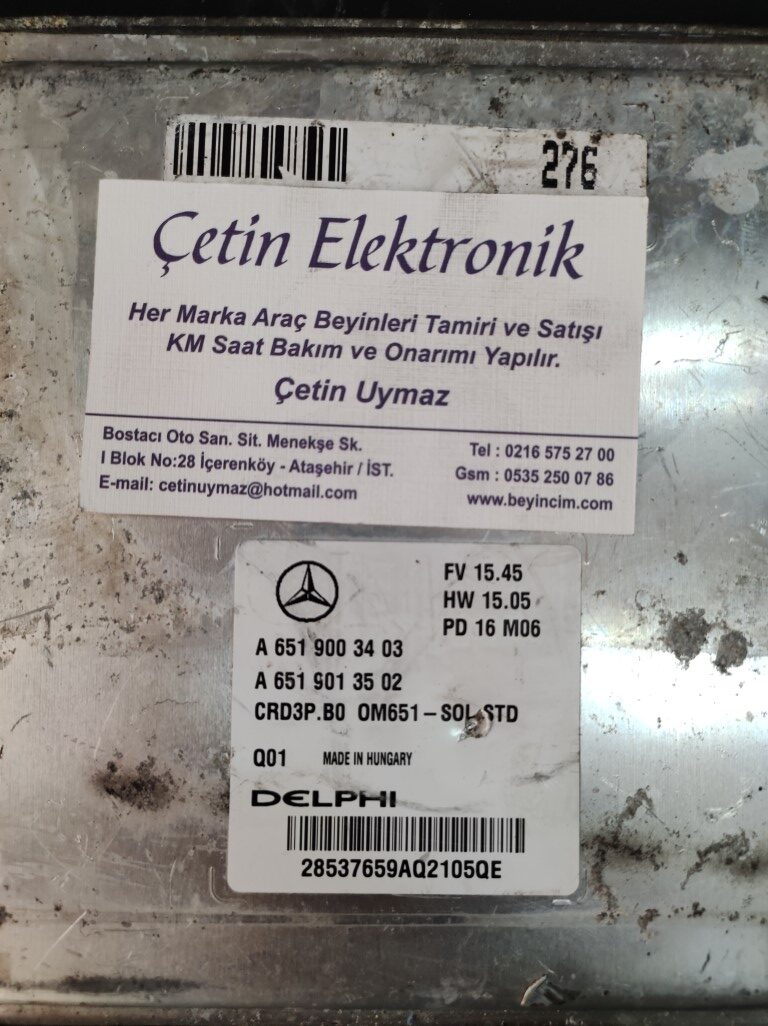 276
Çetin Elektronik
Her Marka Araç Beyinleri Tamiri ve Satışı
KM Saat Bakım ve Onarımı Yapılır.
Çetin Uymaz
Bostacı Oto San. Sit. Menekşe Sk.
I Blok No:28 İçerenköy - Ataşehir / İST.
E-mail: cetinuymaz@hotmail.com
Tel : 0216 575 27 00
Gsm : 0535 250 07 86
www.beyincim.com
FV 15.45
HW 15.05
PD 16 M06
A 651 900 34 03
A 651 901 35 02
CRD3P.B0 OM651-SOL-STD
Q01 MADE IN HUNGARY
DELPHI
28537659AQ2105QE